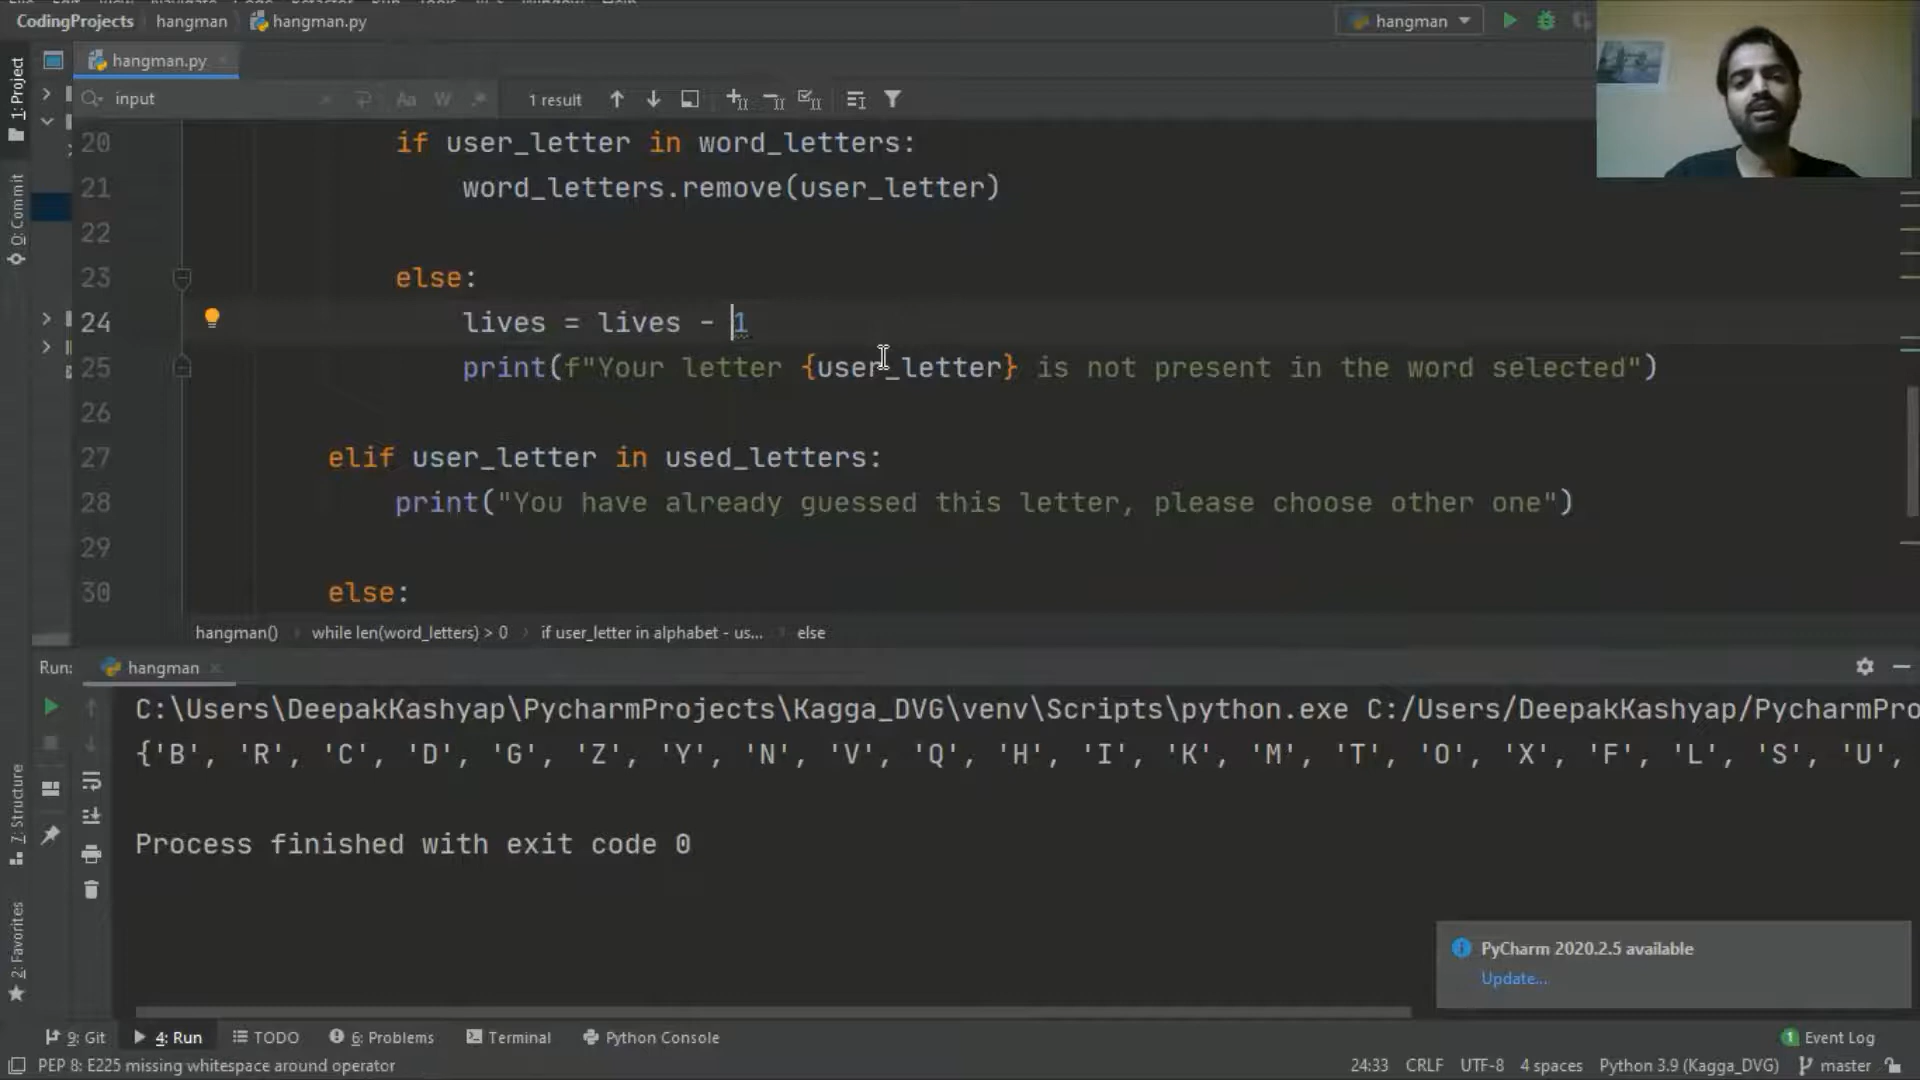 CodingProjects hangman hangman.py hangman
hangman.py
input 1 result
1: Project
0: Commit
7: Structure
2: Favorites
20 if user_letter in word_letters:
21 word_letters.remove(user_letter)
22
23 else:
24 lives = lives - 1
25 print(f"Your letter {user_letter} is not present in the word selected")
26
27 elif user_letter in used_letters:
28 print("You have already guessed this letter, please choose other one")
29
30 else:
hangman() while len(word_letters) > 0 if user_letter in alphabet - us... else
Run: hangman
C:\Users\DeepakKashyap\PycharmProjects\Kagga_DVG\venv\Scripts\python.exe C:/Users/DeepakKashyap/PycharmPro
{'B', 'R', 'C', 'D', 'G', 'Z', 'Y', 'N', 'V', 'Q', 'H', 'I', 'K', 'M', 'T', 'O', 'X', 'F', 'L', 'S', 'U',
Process finished with exit code 0
PyCharm 2020.2.5 available
Update...
9: Git 4: Run TODO 6: Problems Terminal Python Console 1 Event Log
PEP 8: E225 missing whitespace around operator 24:33 CRLF UTF-8 4 spaces Python 3.9 (Kagga_DVG) master